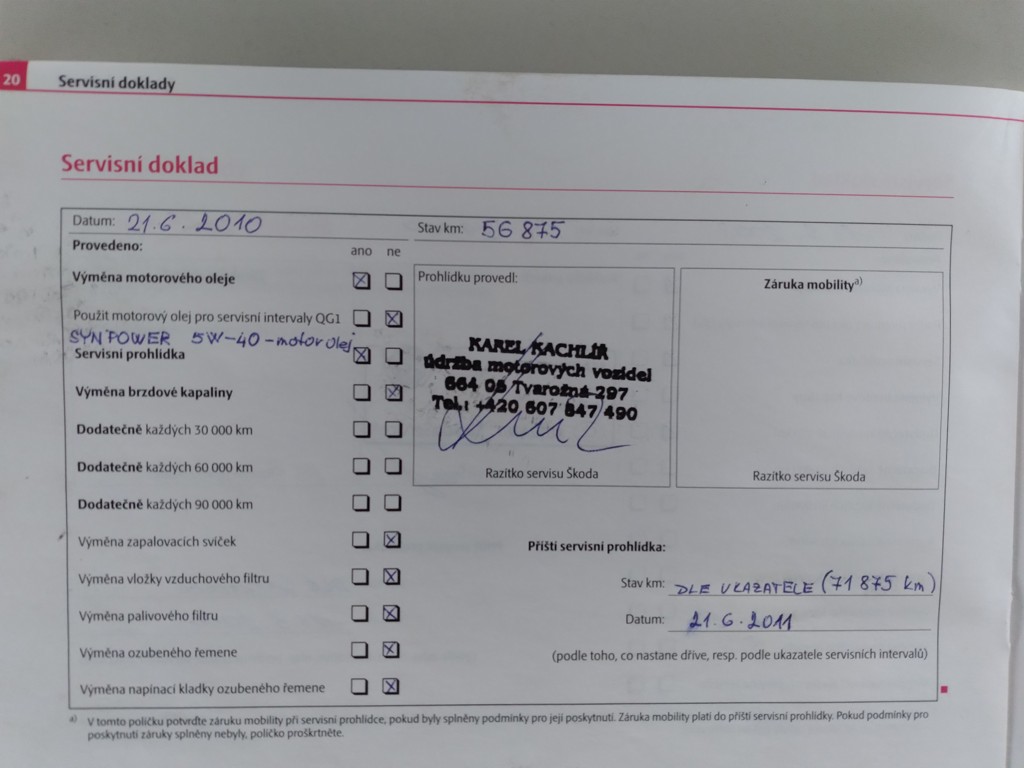 20 Servisní doklady
Servisní doklad
Datum: 21.6.2010 Stav km: 56 875
Provedeno: ano ne
Výměna motorového oleje
Prohlídku provedl:
Záruka mobility a)
Použit motorový olej pro servisní intervaly QG1
SYNPOWER 5W-40-motor olej
Servisní prohlídka
KAREL KACHLÍŘ
údržba motorových vozidel
664 05 Tvarožná 297
Tel.: +420 607 847 490
Výměna brzdové kapaliny
Dodatečně každých 30 000 km
Dodatečně každých 60 000 km
Razítko servisu Škoda
Razítko servisu Škoda
Dodatečně každých 90 000 km
Výměna zapalovacích svíček
Příští servisní prohlídka:
Výměna vložky vzduchového filtru
Stav km: DLE UKAZATELE (71 875 km)
Výměna palivového filtru
Datum: 21.6.2011
Výměna ozubeného řemene
(podle toho, co nastane dříve, resp. podle ukazatele servisních intervalů)
Výměna napínací kladky ozubeného řemene
a) V tomto políčku potvrďte záruku mobility při servisní prohlídce, pokud byly splněny podmínky pro její poskytnutí. Záruka mobility platí do příští servisní prohlídky. Pokud podmínky pro
poskytnutí záruky splněny nebyly, políčko proškrtněte.